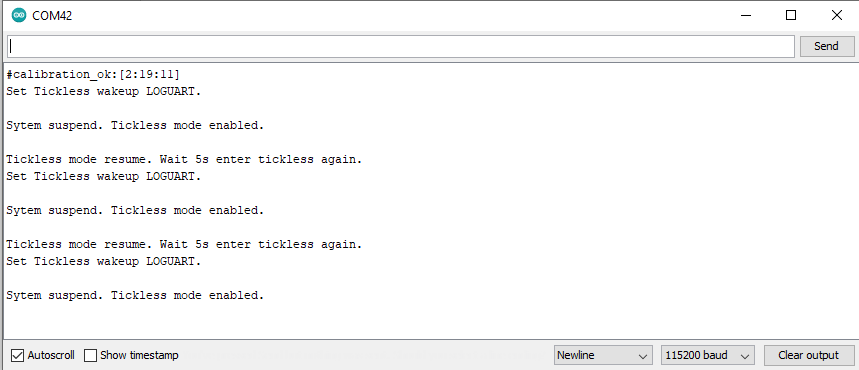 COM42
Send
#calibration_ok:[2:19:11]
Set Tickless wakeup LOGUART.
Sytem suspend. Tickless mode enabled.
Tickless mode resume. Wait 5s enter tickless again.
Set Tickless wakeup LOGUART.
Sytem suspend. Tickless mode enabled.
Tickless mode resume. Wait 5s enter tickless again.
Set Tickless wakeup LOGUART.
Sytem suspend. Tickless mode enabled.
Autoscroll Show timestamp Newline 115200 baud Clear output